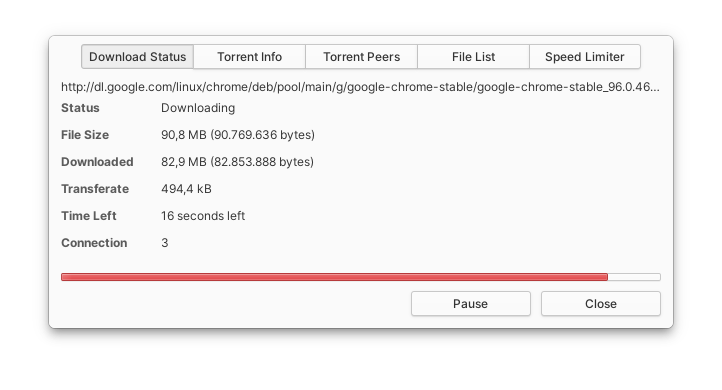 Download Status Torrent Info Torrent Peers File List Speed Limiter
http://dl.google.com/linux/chrome/deb/pool/main/g/google-chrome-stable/google-chrome-stable_96.0.46...
Status Downloading
File Size 90,8 MB (90.769.636 bytes)
Downloaded 82,9 MB (82.853.888 bytes)
Transferate 494,4 kB
Time Left 16 seconds left
Connection 3
Pause Close